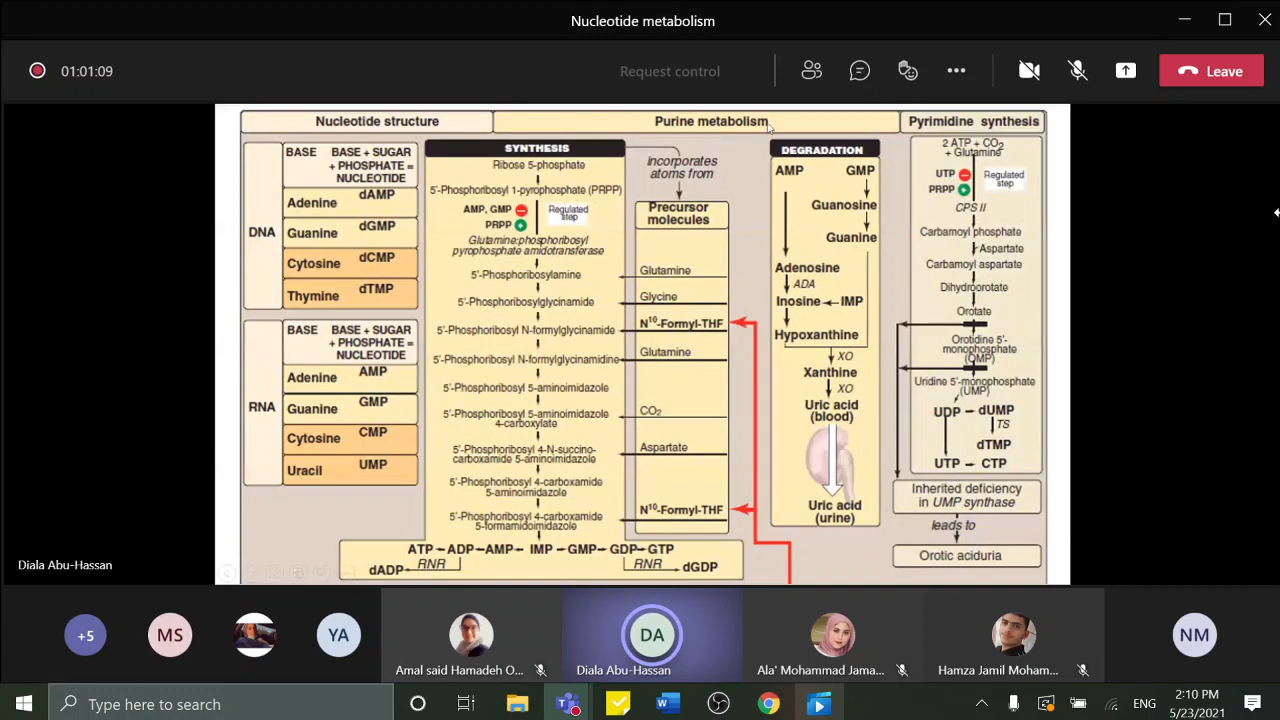 Nucleotide metabolism
01:01:09
Request control
Leave
Nucleotide structure
Purine metabolism
Pyrimidine synthesis
DNA
BASE
BASE + SUGAR
+ PHOSPHATE =
NUCLEOTIDE
Adenine
dAMP
Guanine
dGMP
Cytosine
dCMP
Thymine
dTMP
RNA
BASE
BASE + SUGAR
+ PHOSPHATE =
NUCLEOTIDE
Adenine
AMP
Guanine
GMP
Cytosine
CMP
Uracil
UMP
SYNTHESIS
Ribose 5-phosphate
5'-Phosphoribosyl 1-pyrophosphate (PRPP)
AMP, GMP
PRPP
Regulated
step
Glutamine:phosphoribosyl
pyrophosphate amidotransferase
5'-Phosphoribosylamine
5'-Phosphoribosylglycinamide
5'-Phosphoribosyl N-formylglycinamide
5'-Phosphoribosyl N-formylglycinamidine
5'-Phosphoribosyl 5-aminoimidazole
5'-Phosphoribosyl 5-aminoimidazole
4-carboxylate
5'-Phosphoribosyl 4-N-succino-
carboxamide 5-aminoimidazole
5'-Phosphoribosyl 4-carboxamide
5-aminoimidazole
5'-Phosphoribosyl 4-carboxamide
5-formamidoimidazole
ATP ADP AMP IMP GMP GDP GTP
RNR
dADP
RNR
dGDP
incorporates
atoms from
Precursor
molecules
Glutamine
Glycine
N10-Formyl-THF
Glutamine
CO2
Aspartate
N10-Formyl-THF
DEGRADATION
AMP
GMP
Guanosine
Guanine
Adenosine
ADA
Inosine IMP
Hypoxanthine
XO
Xanthine
XO
Uric acid
(blood)
Uric acid
(urine)
2 ATP + CO2
+ Glutamine
UTP
PRPP
Regulated
step
CPS II
Carbamoyl phosphate
Aspartate
Carbamoyl aspartate
Dihydroorotate
Orotate
Orotidine 5'-
monophosphate
(OMP)
Uridine 5'-monophosphate
(UMP)
UDP dUMP
TS
dTMP
UTP CTP
Inherited deficiency
in UMP synthase
leads to
Orotic aciduria
Diala Abu-Hassan
+5
MS
YA
Amal said Hamadeh O...
DA
Diala Abu-Hassan
Ala' Mohammad Jama...
Hamza Jamil Moham...
NM
Type here to search
ENG
2:10 PM
5/23/2021